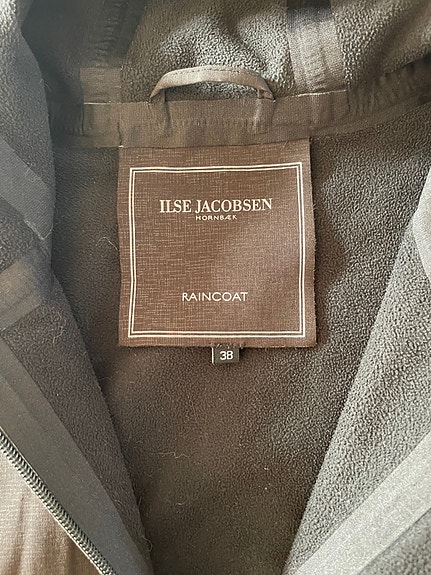 ILSE JACOBSEN
HORNBÆK
RAINCOAT
38